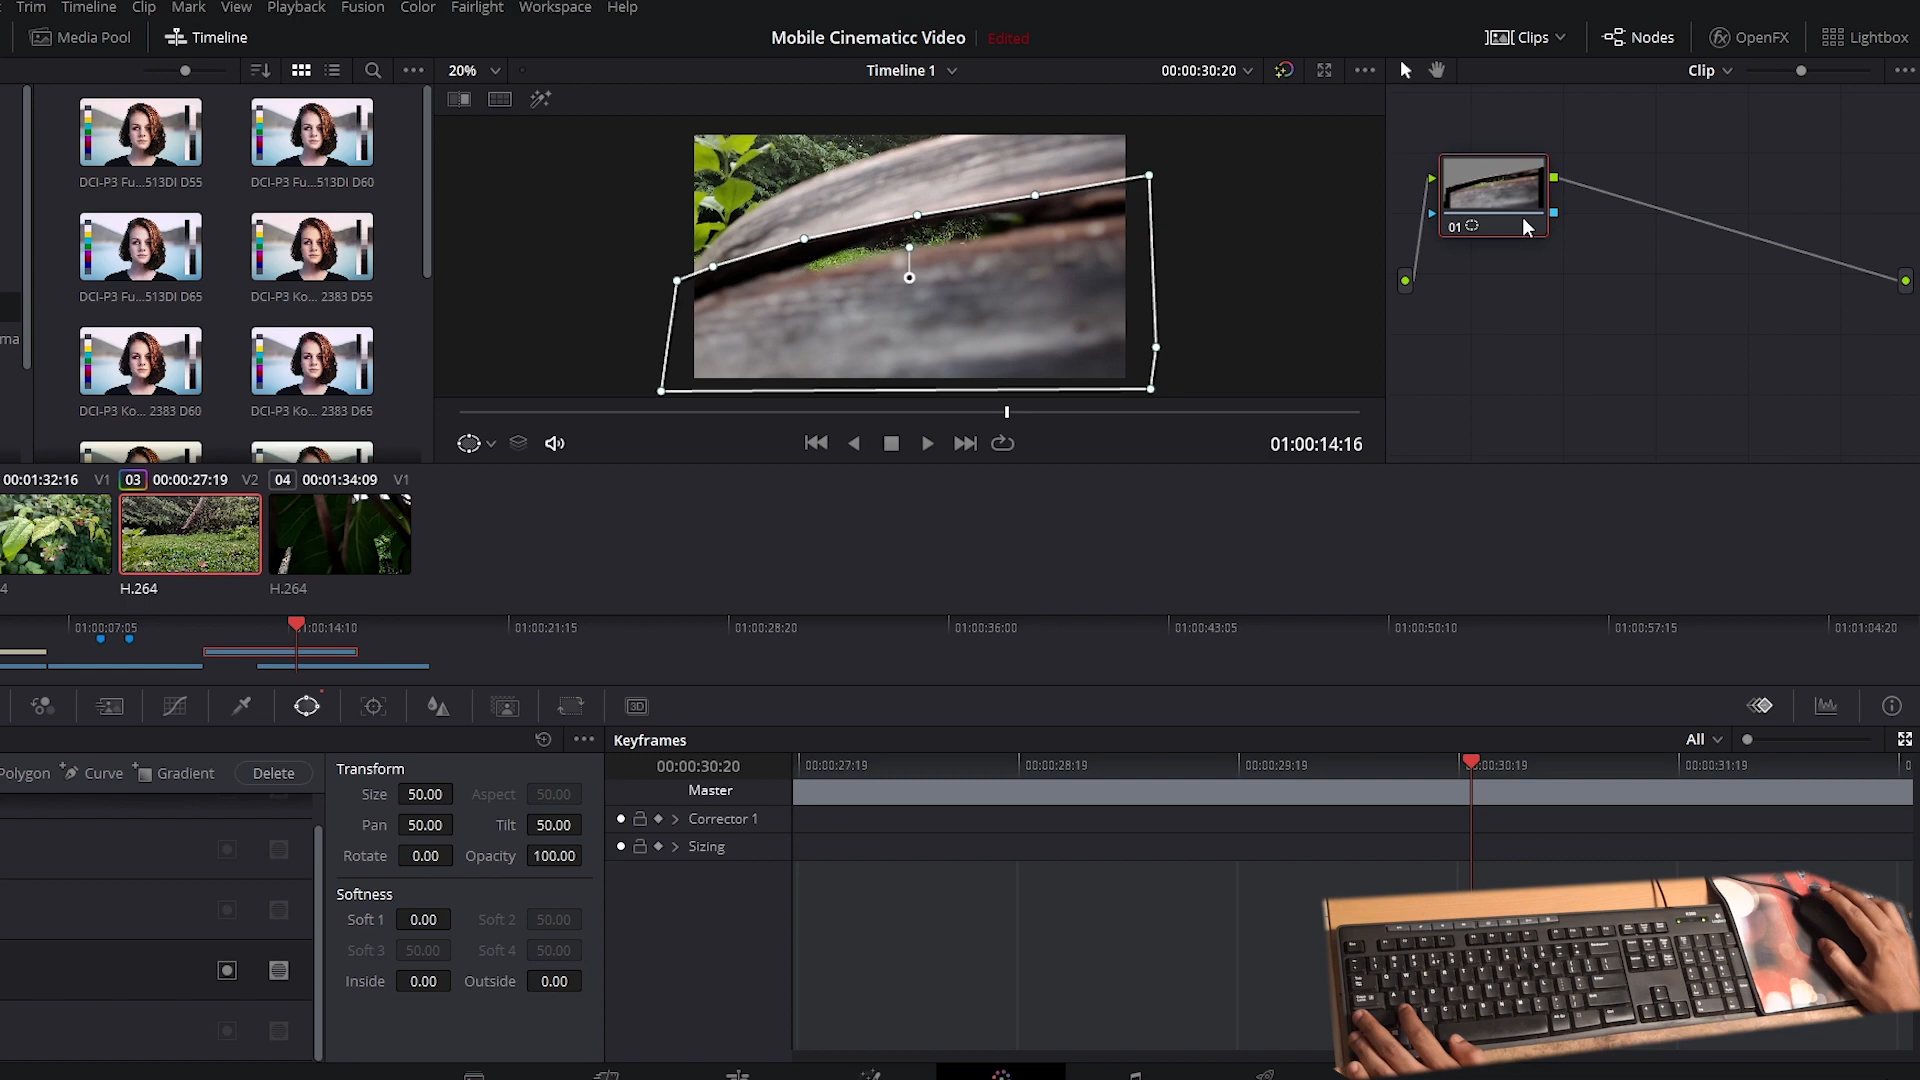 Trim Timeline Clip Mark View Playback Fusion Color Fairlight Workspace Help
Media Pool Timeline Mobile Cinematicc Video Edited Clips Nodes OpenFX Lightbox
20% Timeline 1 00:00:30:20 Clip
DCI-P3 Fu...513DI D55 DCI-P3 Fu...513DI D60
DCI-P3 Fu...513DI D65 DCI-P3 Ko... 2383 D55
DCI-P3 Ko... 2383 D60 DCI-P3 Ko... 2383 D65
ma
01
01:00:14:16
00:01:32:16 V1 03 00:00:27:19 V2 04 00:01:34:09 V1
4 H.264 H.264
01:00:07:05 1:00:14:10 01:00:21:15 01:00:28:20 01:00:36:00 01:00:43:05 01:00:50:10 01:00:57:15 01:01:04:20
3D
Keyframes All
Polygon Curve Gradient Delete
Transform
Size 50.00 Aspect 50.00
Pan 50.00 Tilt 50.00
Rotate 0.00 Opacity 100.00
Softness
Soft 1 0.00 Soft 2 50.00
Soft 3 50.00 Soft 4 50.00
Inside 0.00 Outside 0.00
00:00:30:20 00:00:27:19 00:00:28:19 00:00:29:19 00:00:30:19 00:00:31:19 0
Master
Corrector 1
Sizing